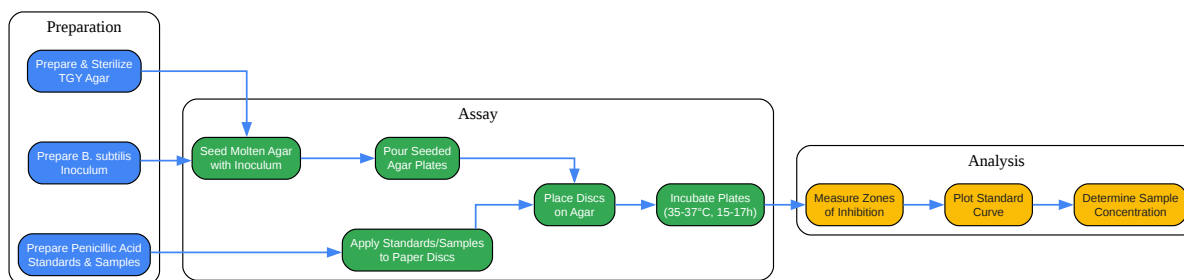 Preparation
Prepare & Sterilize
TGY Agar
Prepare B. subtilis
Inoculum
Prepare Penicillic Acid
Standards & Samples
Assay
Seed Molten Agar
with Inoculum
Pour Seeded
Agar Plates
Apply Standards/Samples
to Paper Discs
Place Discs
on Agar
Incubate Plates
(35-37°C, 15-17h)
Analysis
Measure Zones
of Inhibition
Plot Standard
Curve
Determine Sample
Concentration